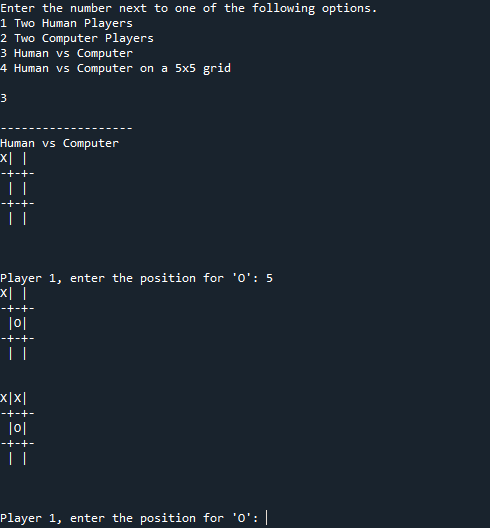 Enter the number next to one of the following options.
1 Two Human Players
2 Two Computer Players
3 Human vs Computer
4 Human vs Computer on a 5x5 grid
3
-------------------
Human vs Computer
X| |
-+-+-
 | |
-+-+-
 | |
Player 1, enter the position for 'O': 5
X| |
-+-+-
 |O|
-+-+-
 | |
X|X|
-+-+-
 |O|
-+-+-
 | |
Player 1, enter the position for 'O':